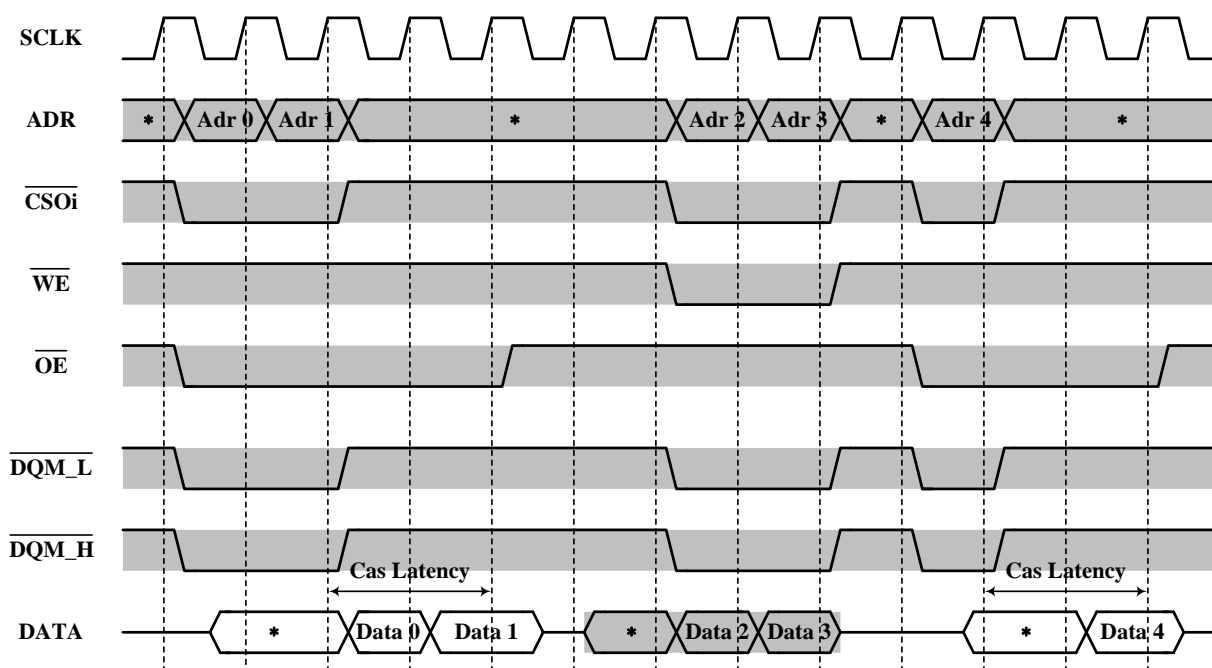 SCLK
ADR * Adr 0 Adr 1 * Adr 2 Adr 3 * Adr 4 *
CSOi
WE
OE
DQM_L
DQM_H
Cas Latency Cas Latency
DATA * Data 0 Data 1 * Data 2 Data 3 * Data 4